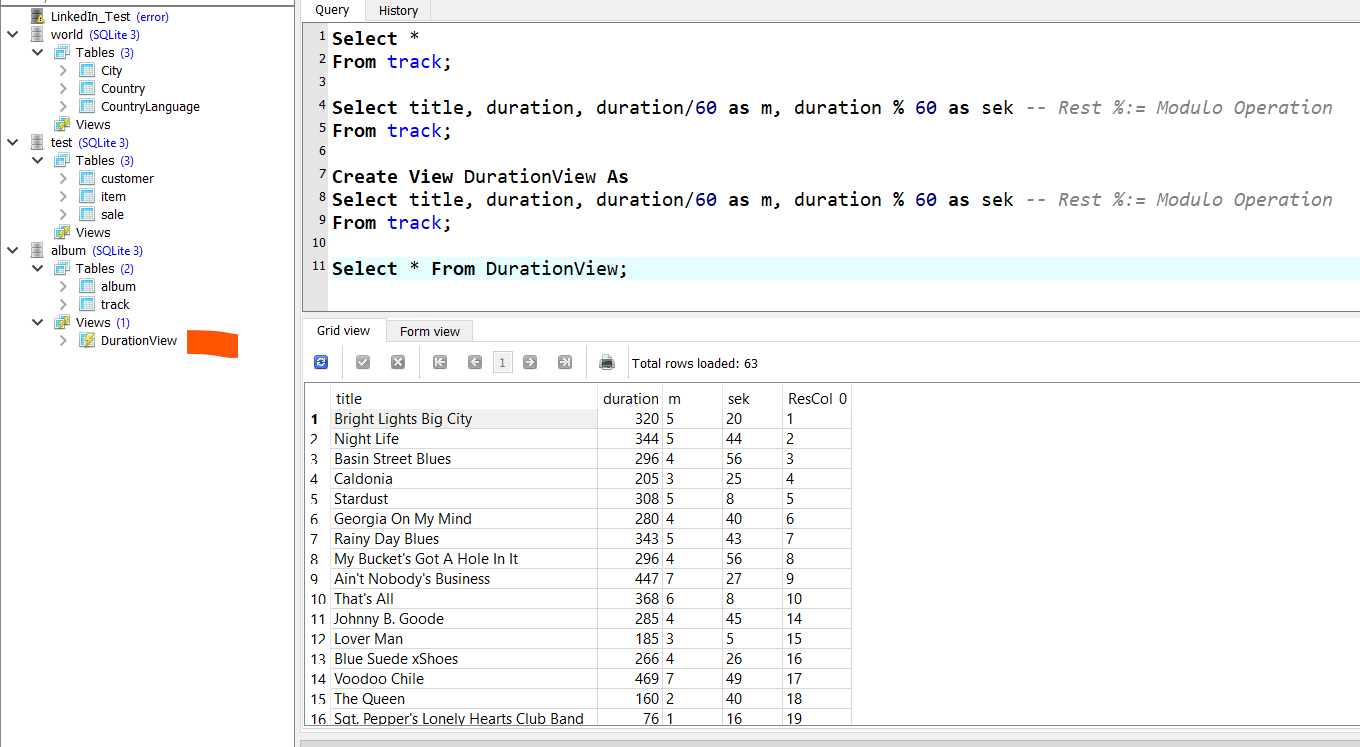 LinkedIn_Test (error)
world (SQLite 3)
Tables (3)
City
Country
CountryLanguage
Views
test (SQLite 3)
Tables (3)
customer
item
sale
Views
album (SQLite 3)
Tables (2)
album
track
Views (1)
DurationView
Query History
1 Select *
2 From track;
3
4 Select title, duration, duration/60 as m, duration % 60 as sek -- Rest %:= Modulo Operation
5 From track;
6
7 Create View DurationView As
8 Select title, duration, duration/60 as m, duration % 60 as sek -- Rest %:= Modulo Operation
9 From track;
10
11 Select * From DurationView;
Grid view Form view
1 Total rows loaded: 63
title duration m sek ResCol_0
1 Bright Lights Big City 320 5 20 1
2 Night Life 344 5 44 2
3 Basin Street Blues 296 4 56 3
4 Caldonia 205 3 25 4
5 Stardust 308 5 8 5
6 Georgia On My Mind 280 4 40 6
7 Rainy Day Blues 343 5 43 7
8 My Bucket's Got A Hole In It 296 4 56 8
9 Ain't Nobody's Business 447 7 27 9
10 That's All 368 6 8 10
11 Johnny B. Goode 285 4 45 14
12 Lover Man 185 3 5 15
13 Blue Suede xShoes 266 4 26 16
14 Voodoo Chile 469 7 49 17
15 The Queen 160 2 40 18
16 Sgt. Pepper's Lonely Hearts Club Band 76 1 16 19